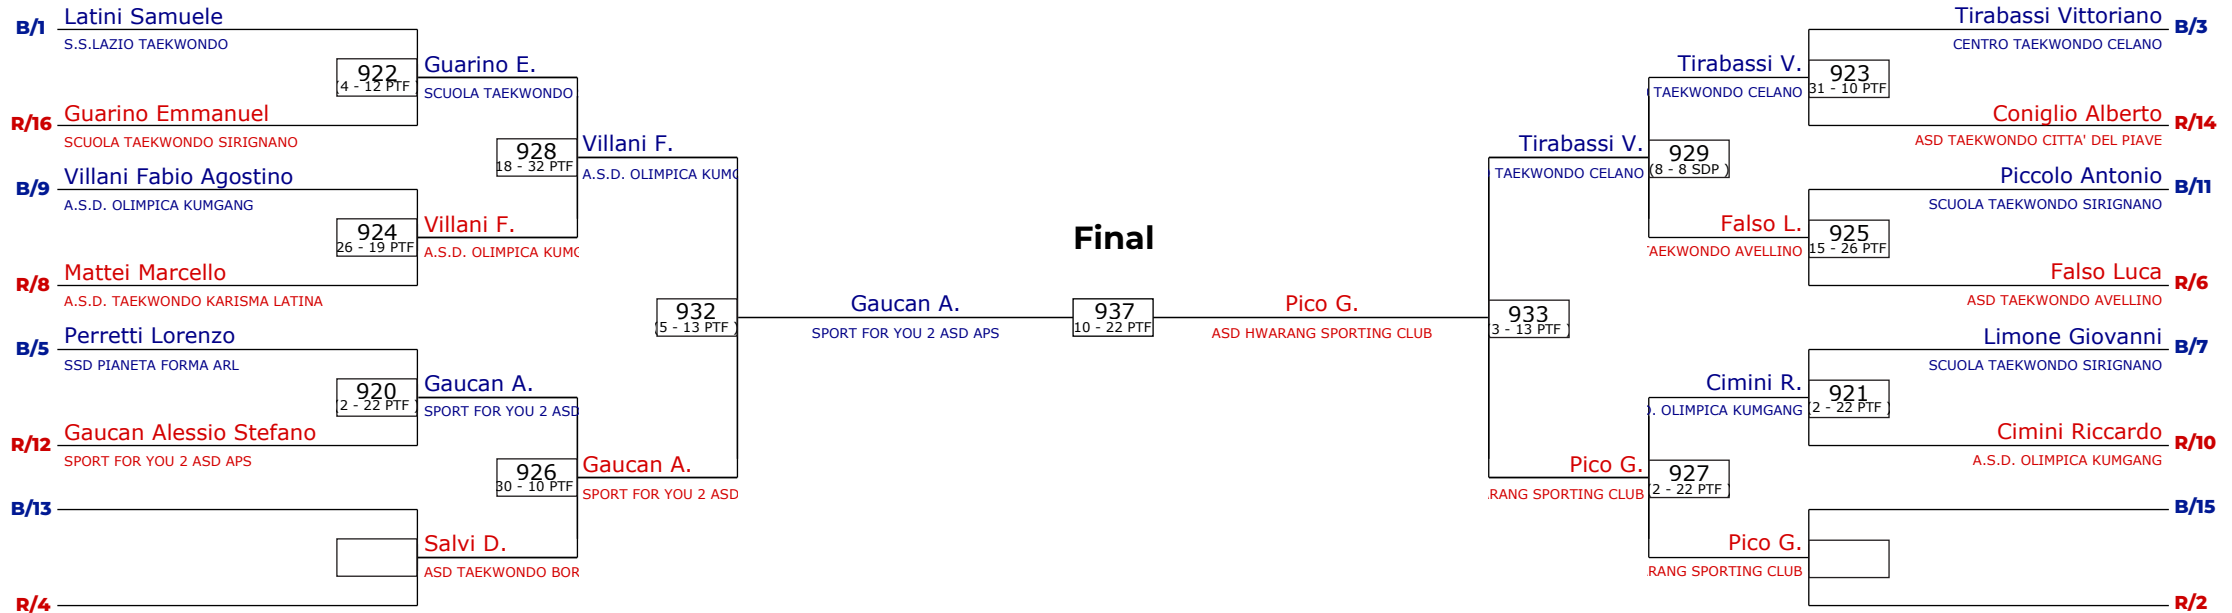 B/1 Latini Samuele
S.S.LAZIO TAEKWONDO
922
(4 - 12 PTF
Guarino E.
SCUOLA TAEKWONDO
R/16 Guarino Emmanuel
SCUOLA TAEKWONDO SIRIGNANO
928
18 - 32 PTF
Villani F.
A.S.D. OLIMPICA KUMG
B/9 Villani Fabio Agostino
A.S.D. OLIMPICA KUMGANG
924
26 - 19 PTF
Villani F.
A.S.D. OLIMPICA KUMG
R/8 Mattei Marcello
A.S.D. TAEKWONDO KARISMA LATINA
932
(5 - 13 PTF )
B/5 Perretti Lorenzo
SSD PIANETA FORMA ARL
920
(2 - 22 PTF )
Gaucan A.
SPORT FOR YOU 2 ASD
R/12 Gaucan Alessio Stefano
SPORT FOR YOU 2 ASD APS
926
30 - 10 PTF
Gaucan A.
SPORT FOR YOU 2 ASD
B/13
Salvi D.
ASD TAEKWONDO BOR
R/4
Final
Gaucan A.
SPORT FOR YOU 2 ASD APS
937
10 - 22 PTF
Pico G.
ASD HWARANG SPORTING CLUB
Tirabassi Vittoriano B/3
CENTRO TAEKWONDO CELANO
Tirabassi V.
TAEKWONDO CELANO
923
31 - 10 PTF
Coniglio Alberto R/14
ASD TAEKWONDO CITTA' DEL PIAVE
Tirabassi V.
TAEKWONDO CELANO
929
(8 - 8 SDP )
Piccolo Antonio B/11
SCUOLA TAEKWONDO SIRIGNANO
Falso L.
TAEKWONDO AVELLINO
925
15 - 26 PTF
Falso Luca R/6
ASD TAEKWONDO AVELLINO
933
(3 - 13 PTF )
Limone Giovanni B/7
SCUOLA TAEKWONDO SIRIGNANO
Cimini R.
D. OLIMPICA KUMGANG
921
(2 - 22 PTF )
Cimini Riccardo R/10
A.S.D. OLIMPICA KUMGANG
Pico G.
RANG SPORTING CLUB
927
(2 - 22 PTF )
B/15
Pico G.
RANG SPORTING CLUB
R/2